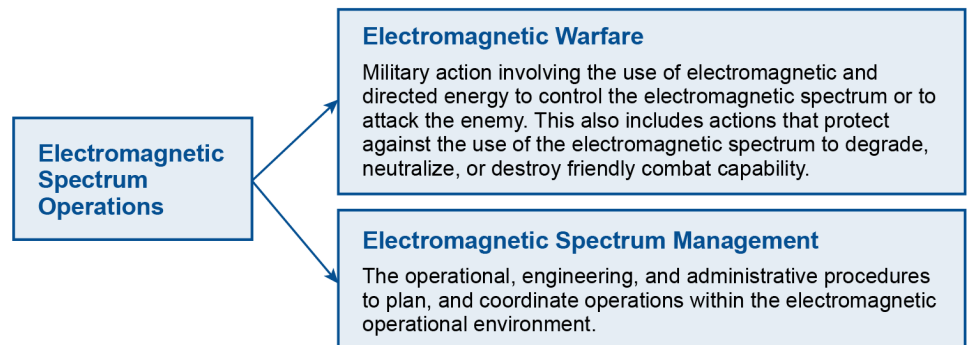 Electromagnetic
Spectrum
Operations
Electromagnetic Warfare
Military action involving the use of electromagnetic and
directed energy to control the electromagnetic spectrum or to
attack the enemy. This also includes actions that protect
against the use of the electromagnetic spectrum to degrade,
neutralize, or destroy friendly combat capability.
Electromagnetic Spectrum Management
The operational, engineering, and administrative procedures
to plan, and coordinate operations within the electromagnetic
operational environment.